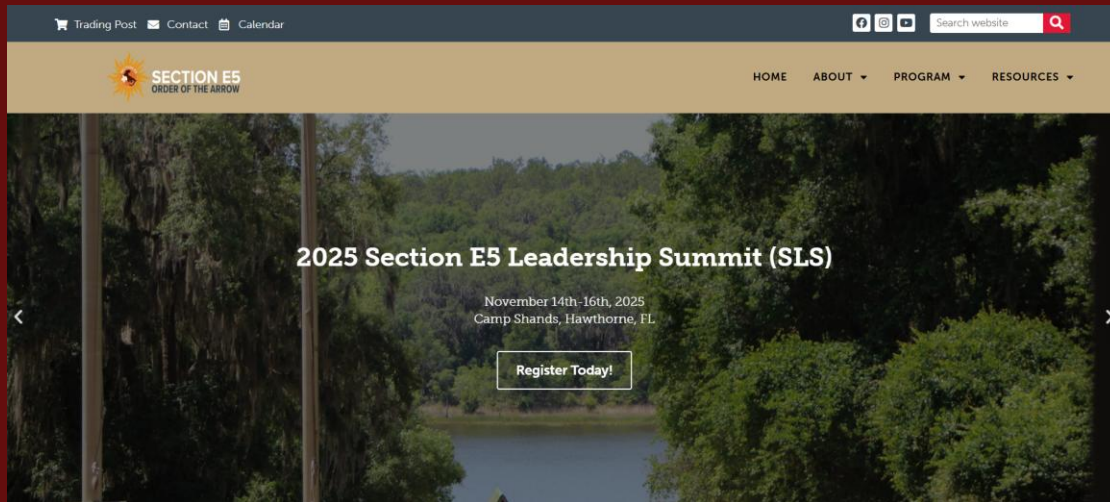 Trading Post Contact Calendar
Search website
SECTION E5
ORDER OF THE ARROW
HOME ABOUT PROGRAM RESOURCES
2025 Section E5 Leadership Summit (SLS)
November 14th-16th, 2025
Camp Shands, Hawthorne, FL
Register Today!